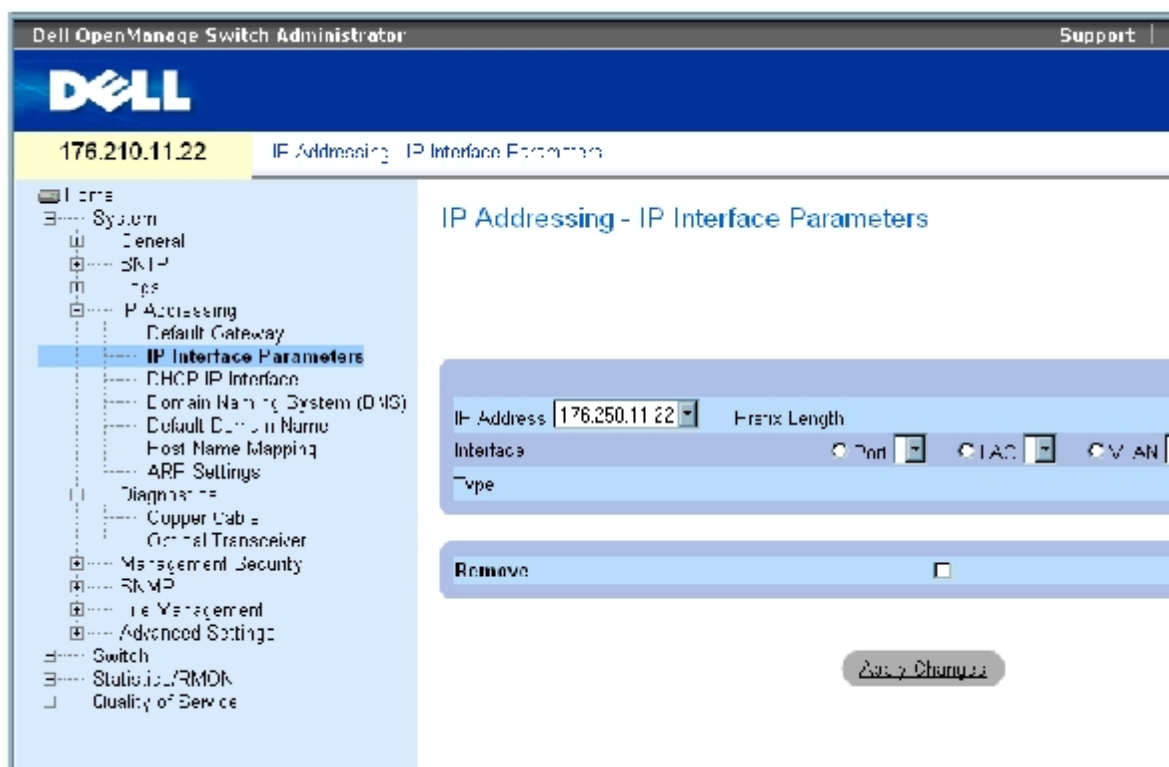 Dell OpenManage Switch Administrator Support |
DELL
176.210.11.22 IP Addressing - IP Interface Parameters
Home
System
General
SNTP
Logs
IP Addressing
Default Gateway
IP Interface Parameters
DHCP IP Interface
Domain Naming System (DNS)
Default Domain Name
Host Name Mapping
ARP Settings
Diagnostics
Copper Cable
Optical Transceiver
Management Security
SNMP
File Management
Advanced Settings
Switch
Statistics/RMON
Quality of Service
IP Addressing - IP Interface Parameters
IP Address 176.250.11.22 Prefix Length
Interface Port LAG VLAN
Type
Remove
Apply Changes